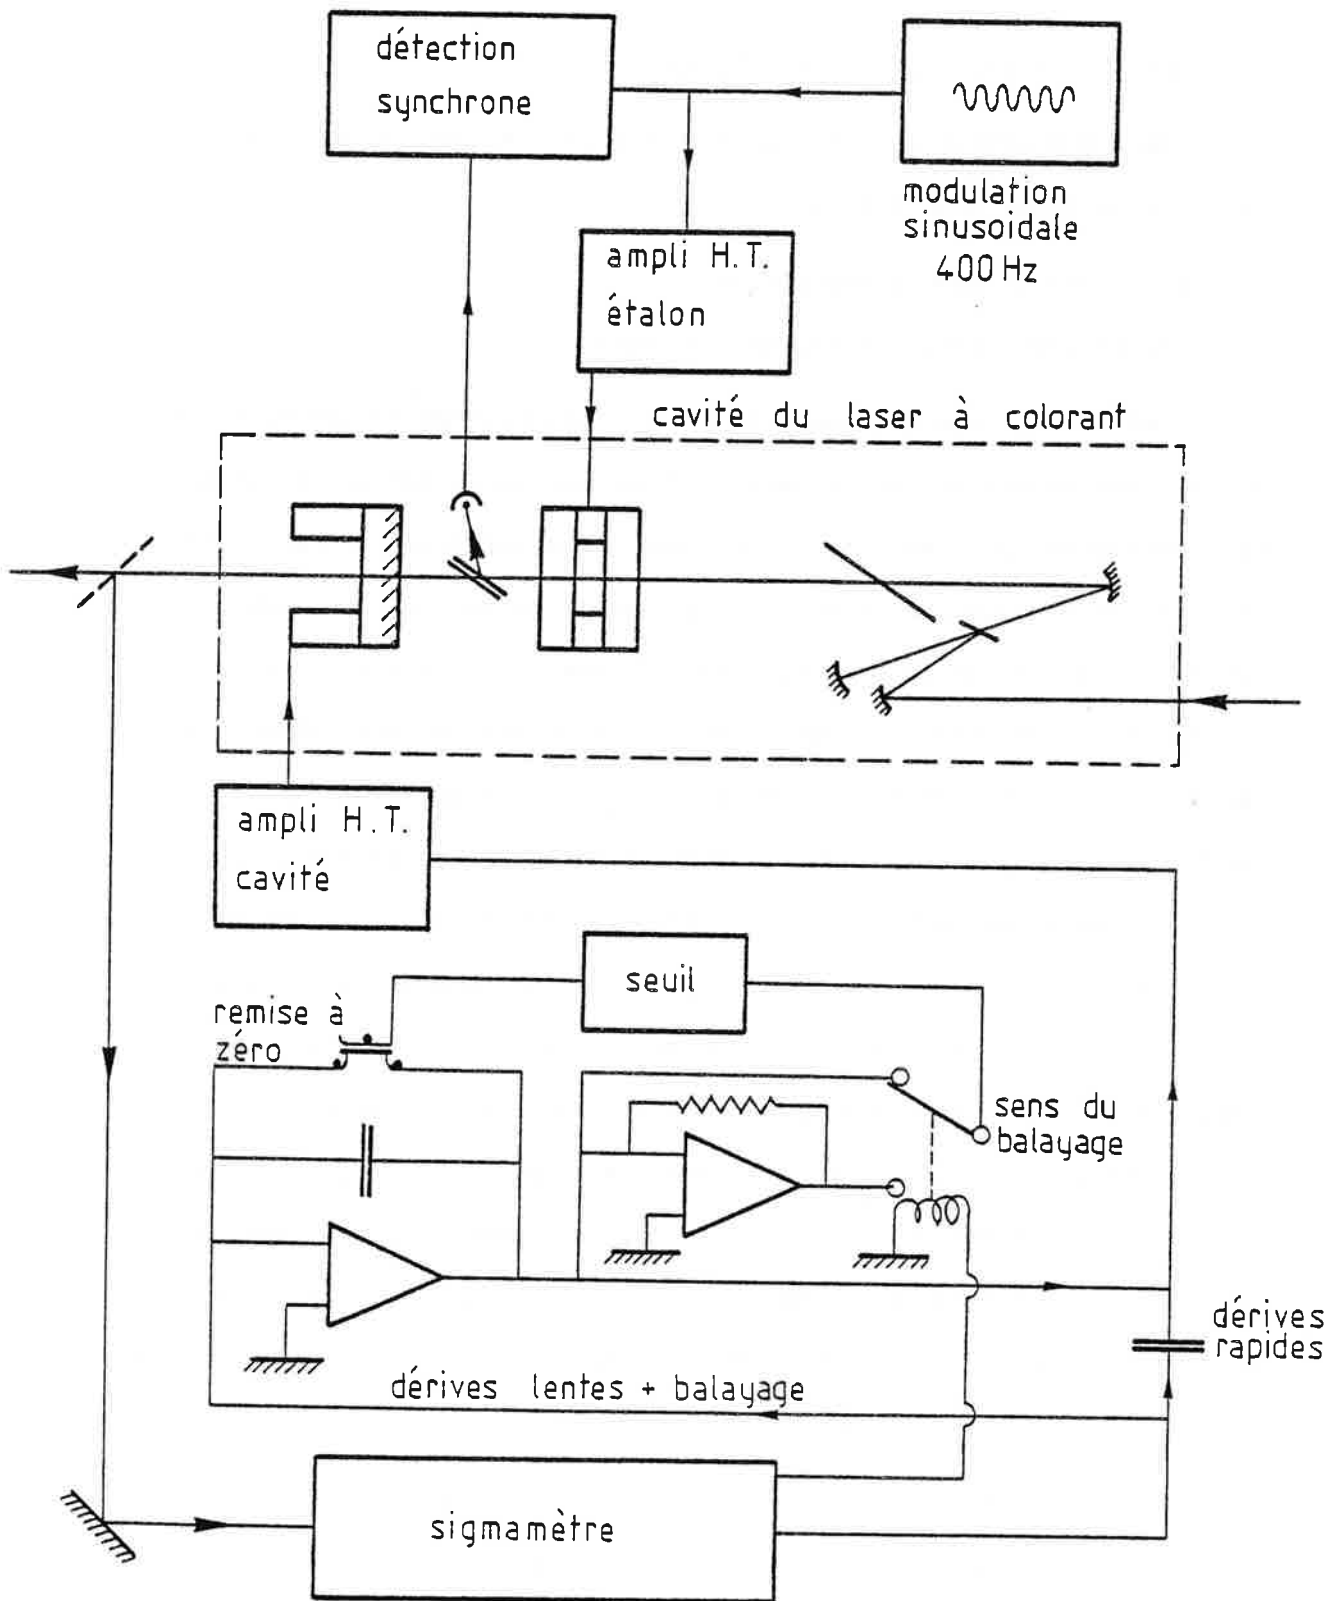 détection
synchrone
modulation
sinusoidale
400 Hz
ampli H.T.
étalon
cavité du laser à colorant
ampli H.T.
cavité
seuil
remise à
zéro
sens du
balayage
dérives
rapides
dérives lentes + balayage
sigmamètre